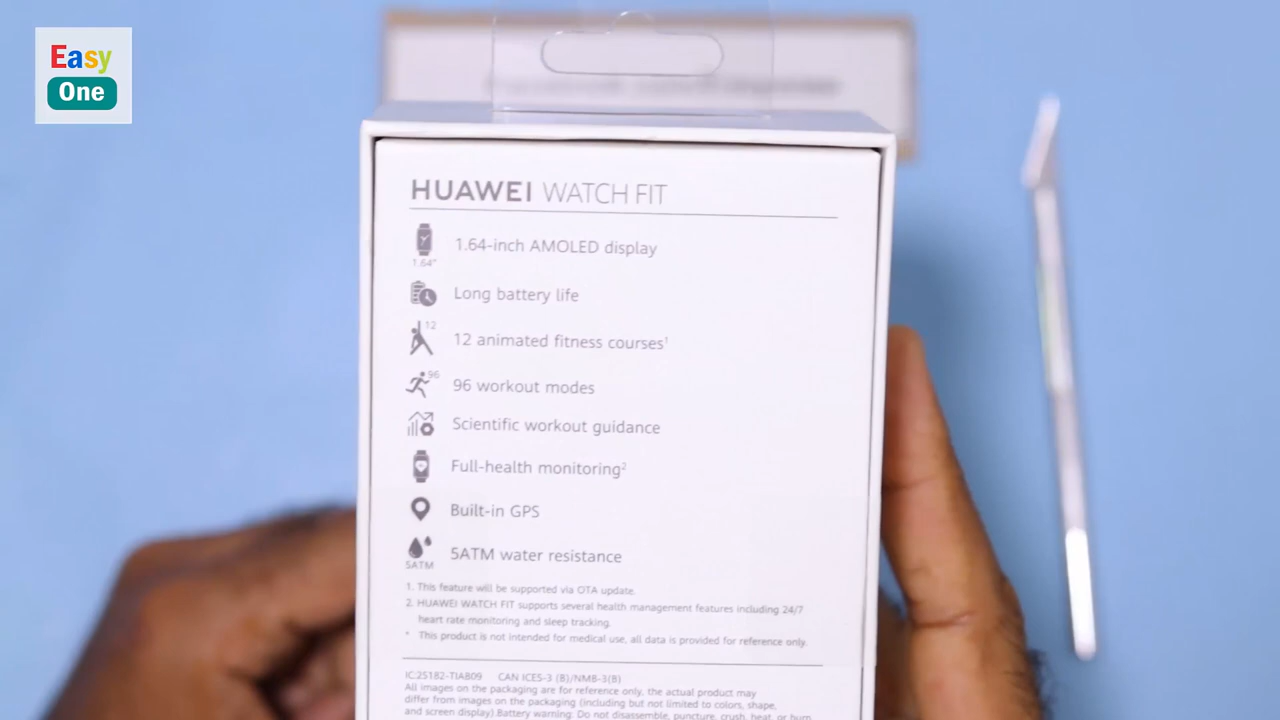 Easy
One
HUAWEI WATCH FIT
1.64-inch AMOLED display
1.64"
Long battery life
12
12 animated fitness courses¹
96
96 workout modes
Scientific workout guidance
Full-health monitoring²
Built-in GPS
5ATM water resistance
5ATM
1. This feature will be supported via OTA update.
2. HUAWEI WATCH FIT supports several health management features including 24/7
heart rate monitoring and sleep tracking.
* This product is not intended for medical use, all data is provided for reference only.
IC:25182-TIAB09 CAN ICES-3 (B)/NMB-3(B)
All images on the packaging are for reference only, the actual product may
differ from images on the packaging (including but not limited to colors, shape,
and screen display).Battery warning: Do not disassemble, puncture, crush, heat, or burn